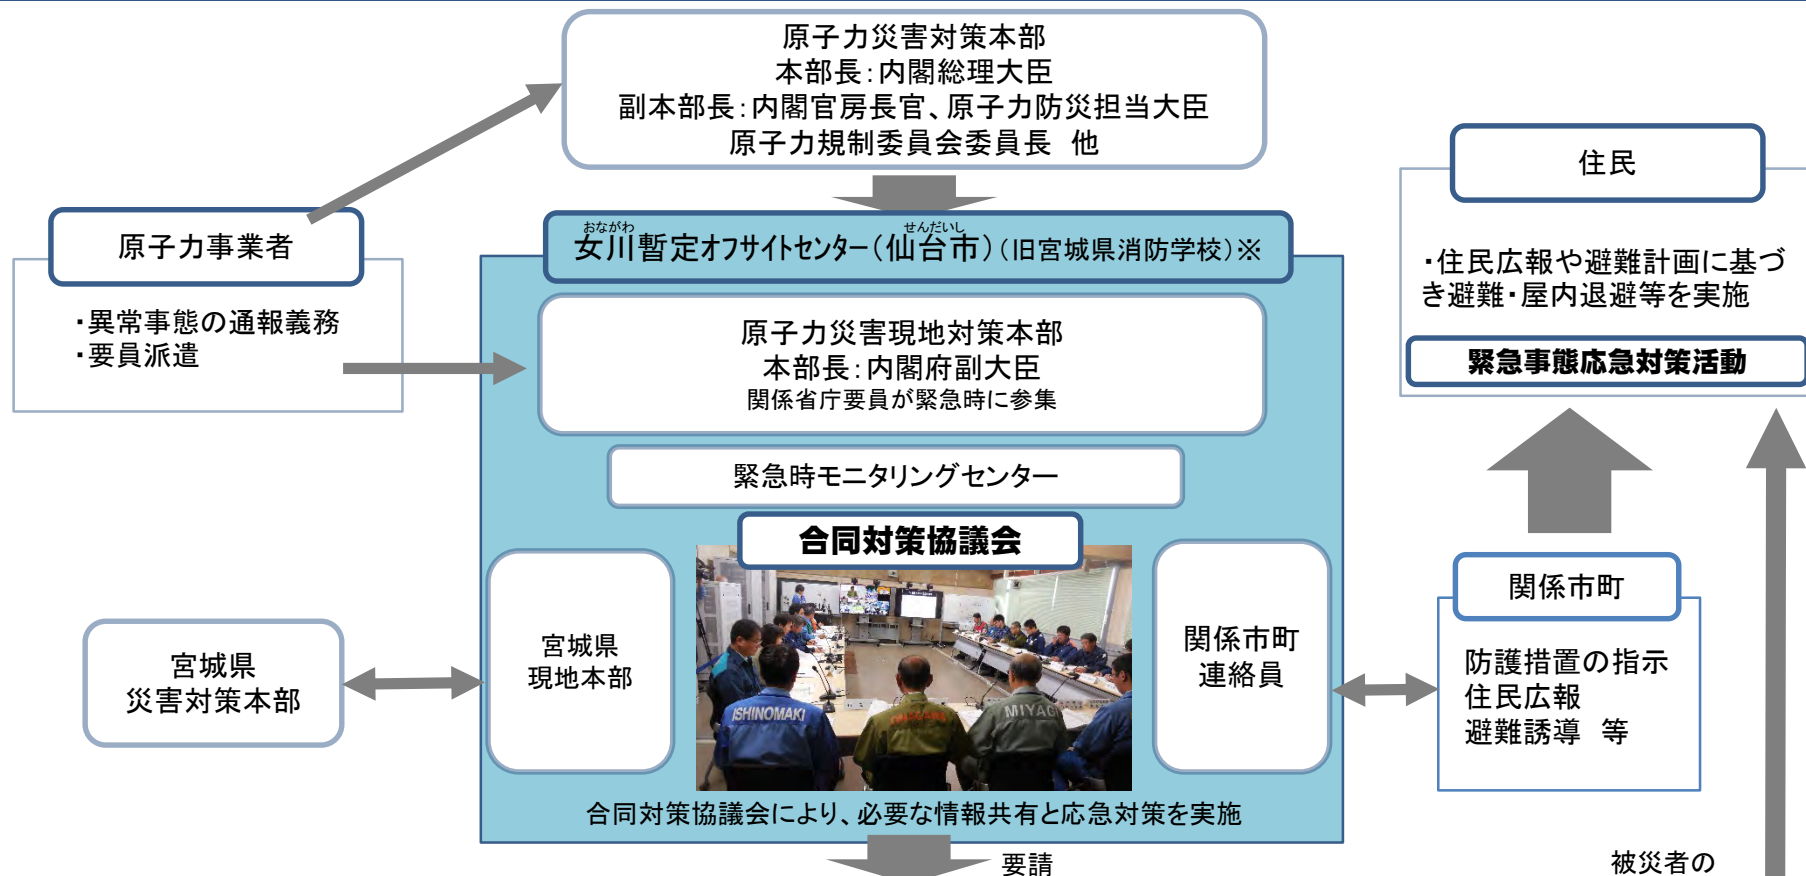 原子力災害対策本部
本部長：内閣総理大臣
副本部長：内閣官房長官、原子力防災担当大臣
原子力規制委員会委員長　他
原子力事業者
・異常事態の通報義務
・要員派遣
おながわ せんだいし
女川暫定オフサイトセンター（仙台市）（旧宮城県消防学校）※
原子力災害現地対策本部
本部長：内閣府副大臣
関係省庁要員が緊急時に参集
緊急時モニタリングセンター
合同対策協議会
宮城県
災害対策本部
宮城県
現地本部
ISHINOMAKI
MIYAGI
関係市町
連絡員
合同対策協議会により、必要な情報共有と応急対策を実施
要請
住民
・住民広報や避難計画に基づ
き避難・屋内退避等を実施
緊急事態応急対策活動
関係市町
防護措置の指示
住民広報
避難誘導　等
被災者の